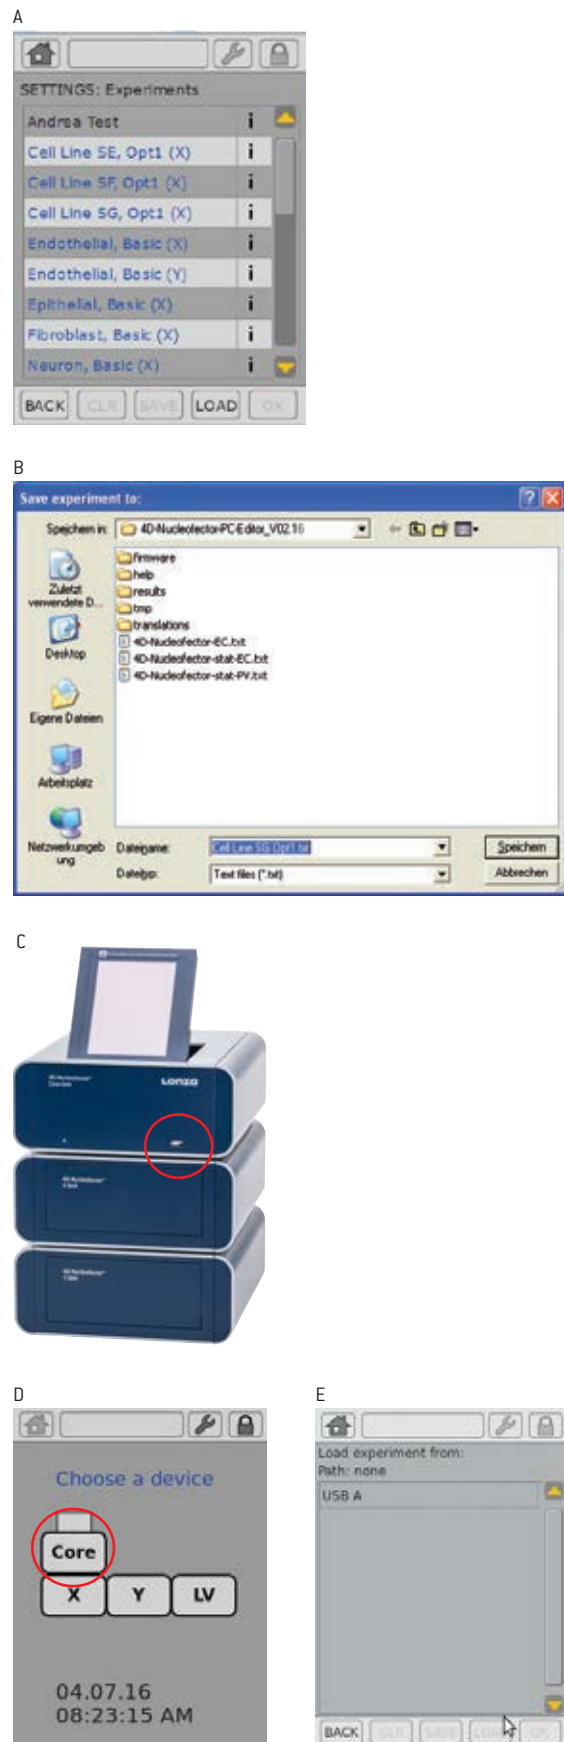 A
SETTINGS: Experiments
Andrea Test i
Cell Line SE, Opt1 (X) i
Cell Line SF, Opt1 (X) i
Cell Line SG, Opt1 (X) i
Endothelial, Basic (X) i
Endothelial, Basic (Y) i
Epithelial, Basic (X) i
Fibroblast, Basic (X) i
Neuron, Basic (X) i
BACK CLR SAVE LOAD OK
B
Save experiment to:
Speichern in: 4D-Nucleofector-PC-Editor_V02.16
firmware
help
results
tmp
translations
4D-Nucleofector-EC.txt
4D-Nucleofector-stat-EC.txt
4D-Nucleofector-stat-PV.txt
Zuletzt
verwendete D...
Desktop
Eigene Dateien
Arbeitsplatz
Netzwerkumgeb
ung
Dateiname: Cell Line SG Opt1.txt Speichern
Dateityp: Text files (*.txt) Abbrechen
C
Lonza
D
Choose a device
Core
X Y LV
04.07.16
08:23:15 AM
E
Load experiment from:
Path: none
USB A
BACK CLR SAVE LOAD OK